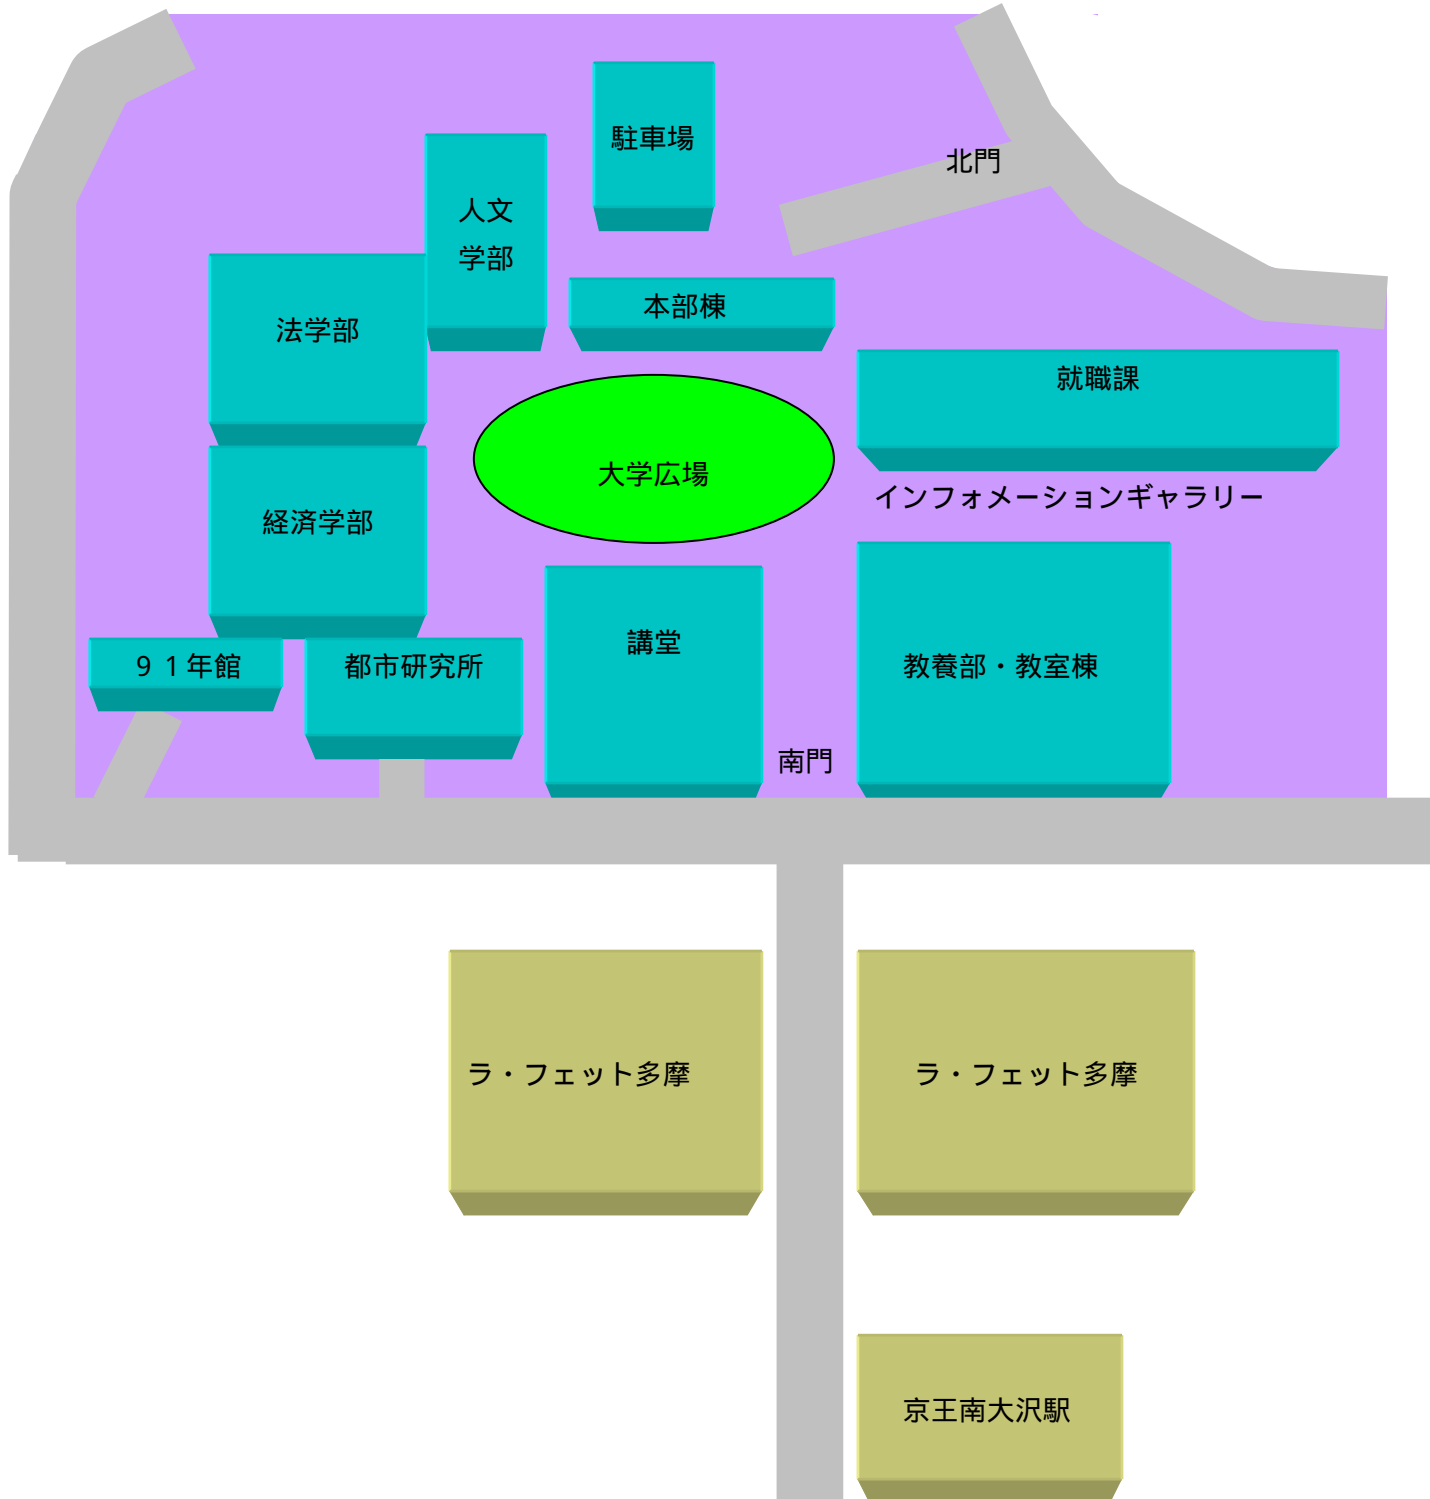 駐車場
北門
人文
学部
本部棟
法学部
就職課
大学広場
インフォメーションギャラリー
経済学部
講堂
９１年館
都市研究所
教養部・教室棟
南門
ラ・フェット多摩
ラ・フェット多摩
京王南大沢駅